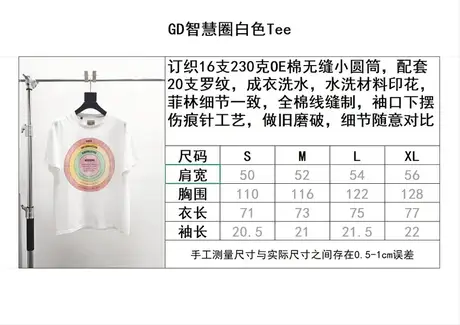 GD智慧圈白色Tee
订织16支230克OE棉无缝小圆筒，配套
20支罗纹，成衣洗水，水洗材料印花，
菲林细节一致，全棉线缝制，袖口下摆
伤痕针工艺，做旧磨破，细节随意对比
尺码 S M L XL
肩宽 50 52 54 56
胸围 110 116 122 128
衣长 71 73 75 77
袖长 20.5 21 21.5 22
手工测量尺寸与实际尺寸之间存在0.5-1cm误差